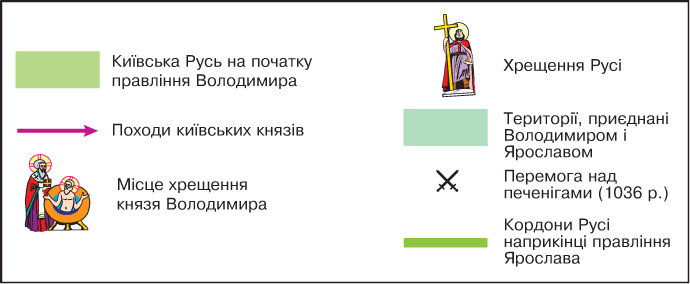 Київська Русь на початку
правління Володимира
Походи київських князів
Місце хрещення
князя Володимира
Хрещення Русі
Території, приєднані
Володимиром і
Ярославом
Перемога над
печенігами (1036 р.)
Кордони Русі
наприкінці правління
Ярослава